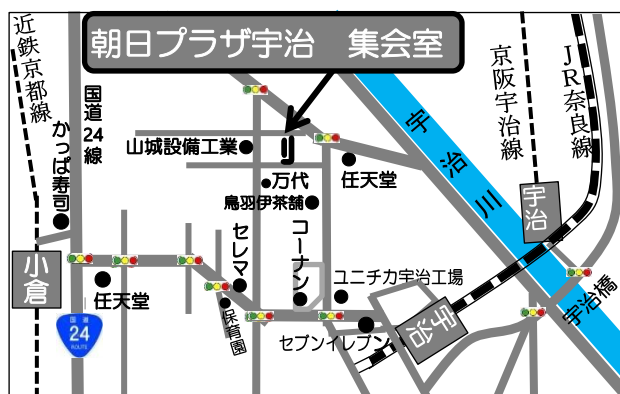 朝日プラザ宇治　集会室
近鉄京都線
国道24線
かっぱ寿司
京阪宇治線
JR奈良線
宇治川
山城設備工業
任天堂
万代
鳥羽伊茶舗
宇治
セレマ
コーナン
小倉
任天堂
ユニチカ宇治工場
宇治橋
保育園
国道
24
ROUTE
セブンイレブン
宇治